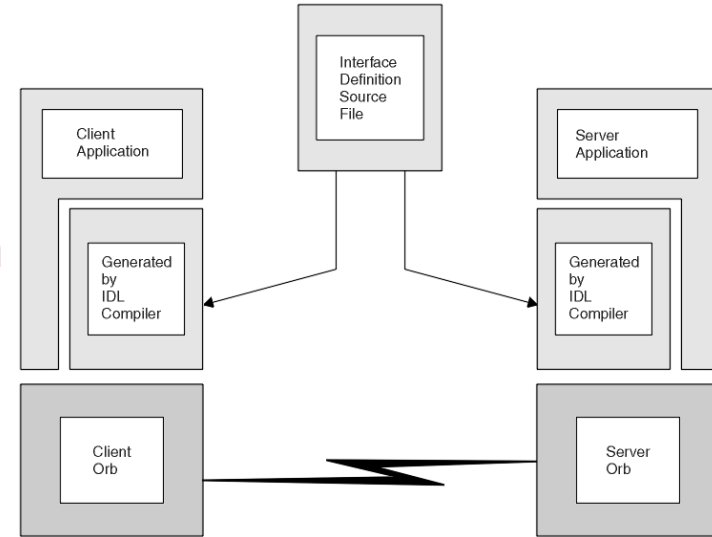 Interface
Definition
Source
File
Client
Application
Server
Application
Generated
by
IDL
Compiler
Generated
by
IDL
Compiler
Client
Orb
Server
Orb